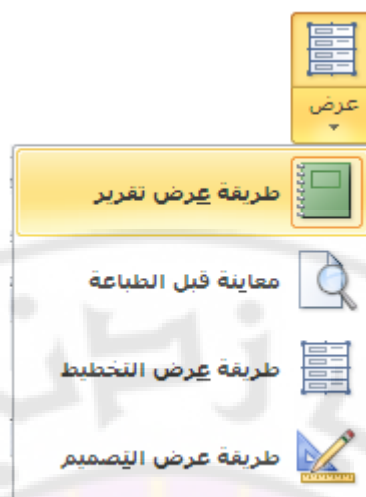 عرض
طريقة عرض تقرير
معاينة قبل الطباعة
طريقة عرض التخطيط
طريقة عرض التصميم